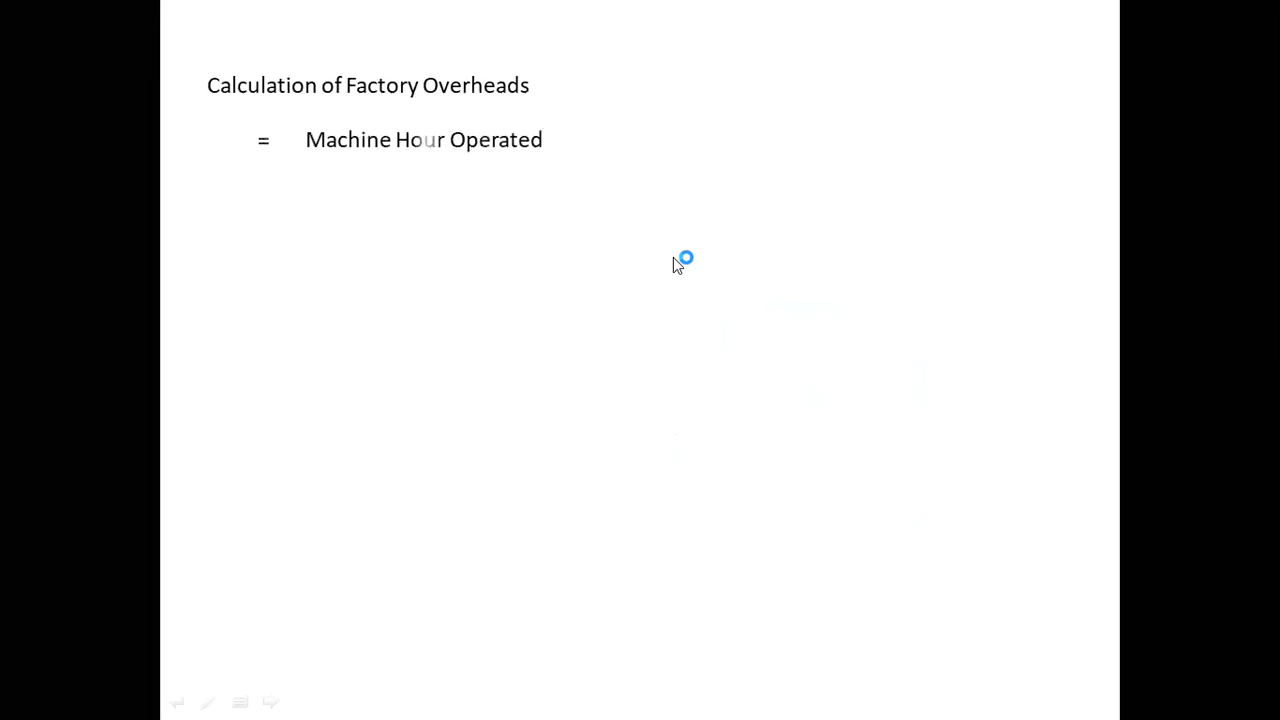 Calculation of Factory Overheads
= Machine Hour Operated